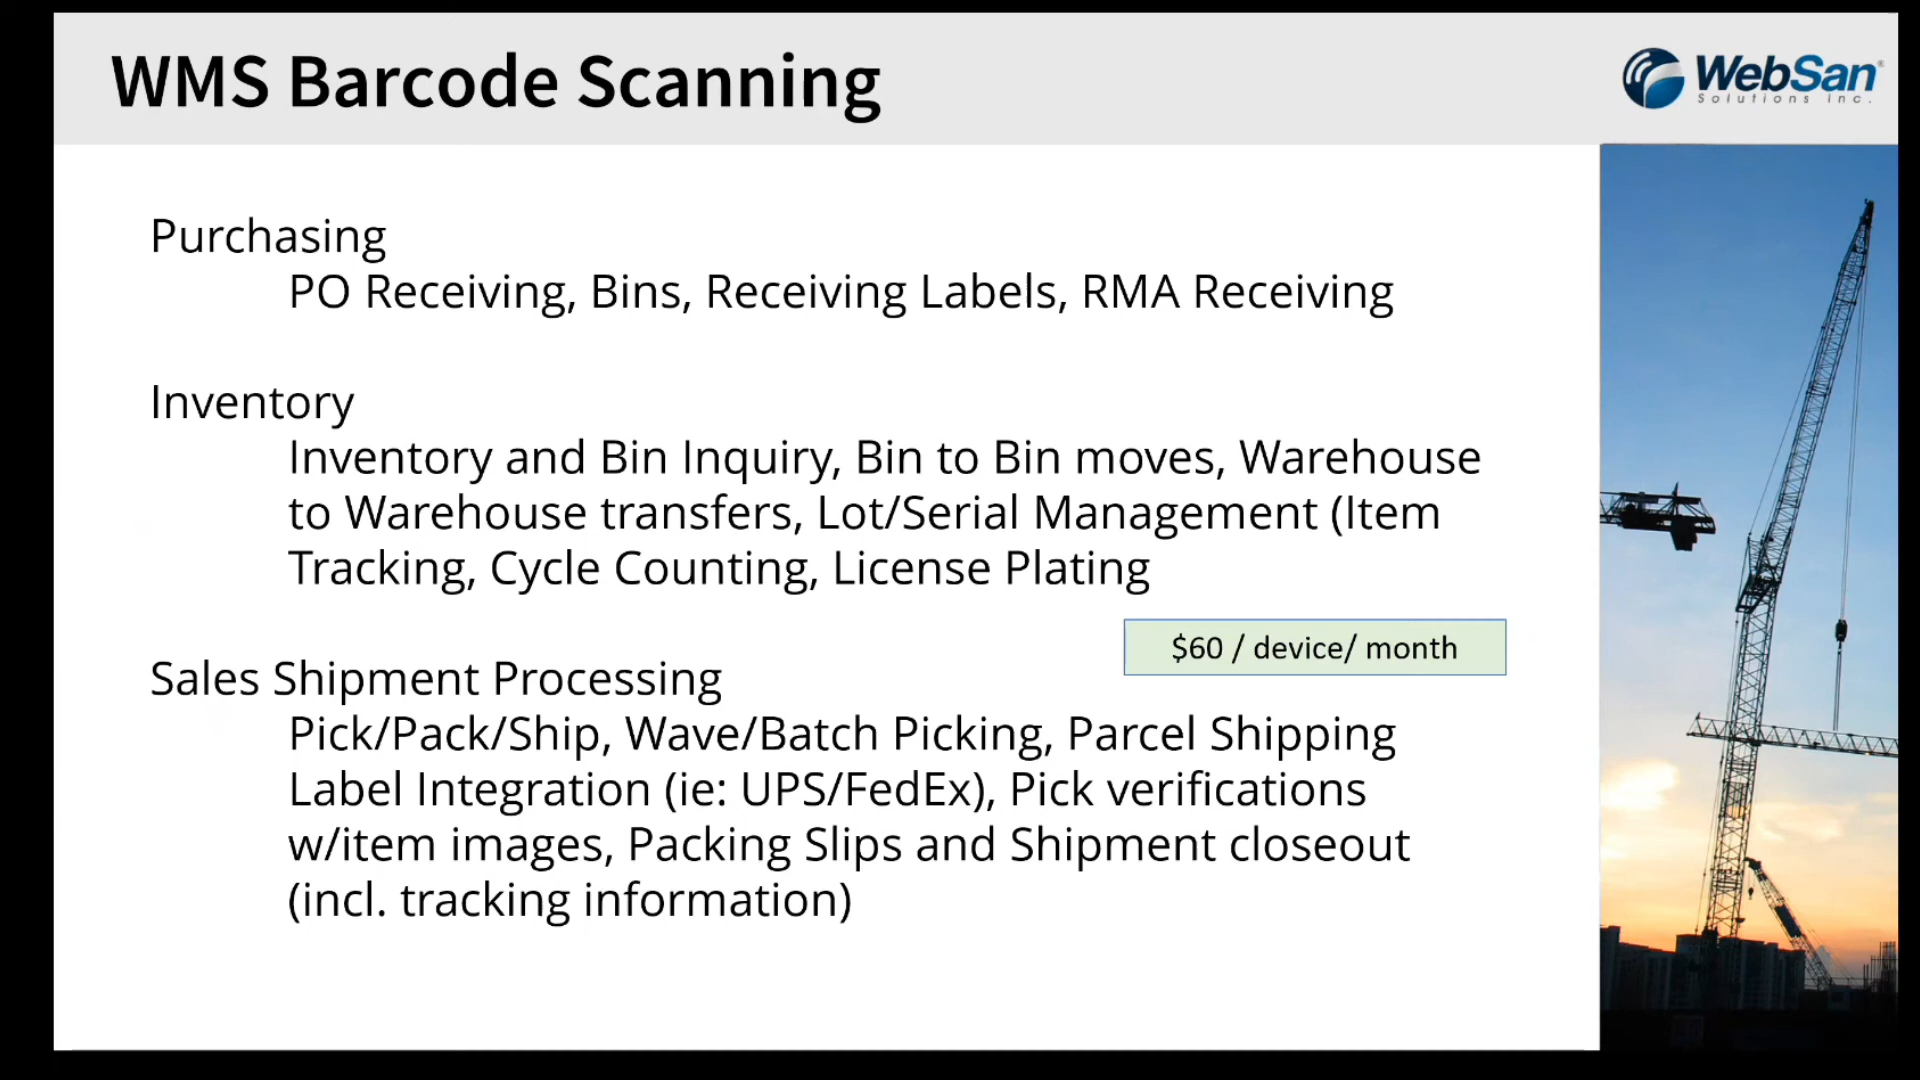 WMS Barcode Scanning
WebSan®
Solutions Inc.
Purchasing
PO Receiving, Bins, Receiving Labels, RMA Receiving
Inventory
Inventory and Bin Inquiry, Bin to Bin moves, Warehouse
to Warehouse transfers, Lot/Serial Management (Item
Tracking, Cycle Counting, License Plating
$60 / device/ month
Sales Shipment Processing
Pick/Pack/Ship, Wave/Batch Picking, Parcel Shipping
Label Integration (ie: UPS/FedEx), Pick verifications
w/item images, Packing Slips and Shipment closeout
(incl. tracking information)